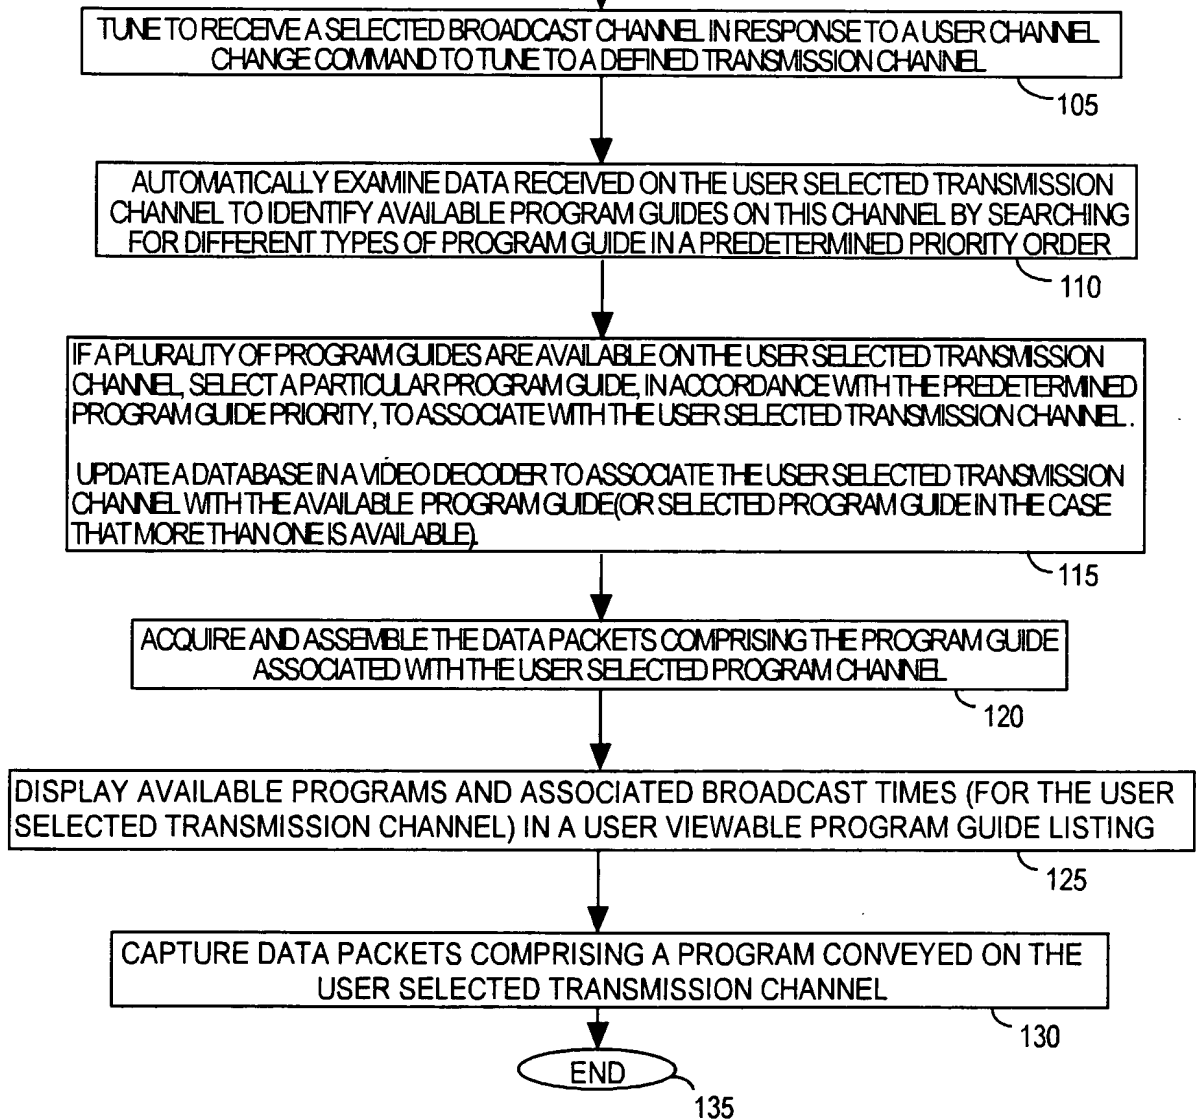 TUNE TO RECEIVE A SELECTED BROADCAST CHANNEL IN RESPONSE TO A USER CHANNEL
CHANGE COMMAND TO TUNE TO A DEFINED TRANSMISSION CHANNEL
105
AUTOMATICALLY EXAMINE DATA RECEIVED ON THE USER SELECTED TRANSMISSION
CHANNEL TO IDENTIFY AVAILABLE PROGRAM GUIDES ON THIS CHANNEL BY SEARCHING
FOR DIFFERENT TYPES OF PROGRAM GUIDE IN A PREDETERMINED PRIORITY ORDER
110
IF A PLURALITY OF PROGRAM GUIDES ARE AVAILABLE ON THE USER SELECTED TRANSMISSION
CHANNEL, SELECT A PARTICULAR PROGRAM GUIDE, IN ACCORDANCE WITH THE PREDETERMINED
PROGRAM GUIDE PRIORITY, TO ASSOCIATE WITH THE USER SELECTED TRANSMISSION CHANNEL.
UPDATE A DATABASE IN A VIDEO DECODER TO ASSOCIATE THE USER SELECTED TRANSMISSION
CHANNEL WITH THE AVAILABLE PROGRAM GUIDE (OR SELECTED PROGRAM GUIDE IN THE CASE
THAT MORE THAN ONE IS AVAILABLE).
115
ACQUIRE AND ASSEMBLE THE DATA PACKETS COMPRISING THE PROGRAM GUIDE
ASSOCIATED WITH THE USER SELECTED PROGRAM CHANNEL
120
DISPLAY AVAILABLE PROGRAMS AND ASSOCIATED BROADCAST TIMES (FOR THE USER
SELECTED TRANSMISSION CHANNEL) IN A USER VIEWABLE PROGRAM GUIDE LISTING
125
CAPTURE DATA PACKETS COMPRISING A PROGRAM CONVEYED ON THE
USER SELECTED TRANSMISSION CHANNEL
130
END
135